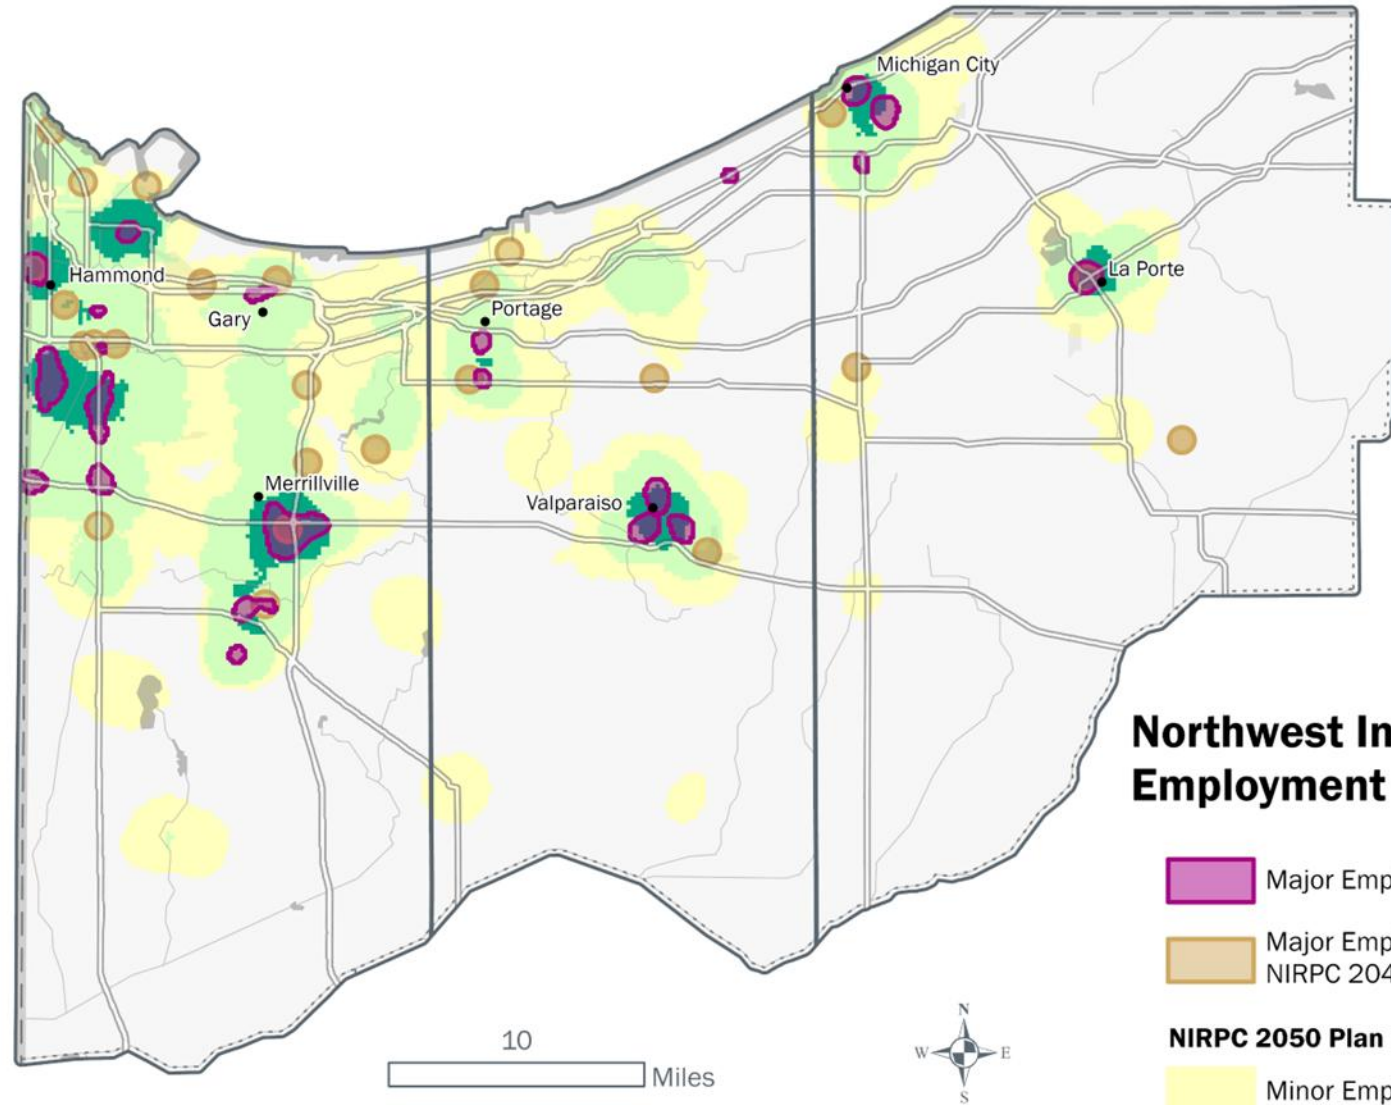 Michigan City
Hammond
La Porte
Gary
Portage
Merrillville
Valparaiso
Northwest In
Employment
Major Emp
Major Emp
NIRPC 204
NIRPC 2050 Plan
Minor Emp
10
Miles
N
W
E
S